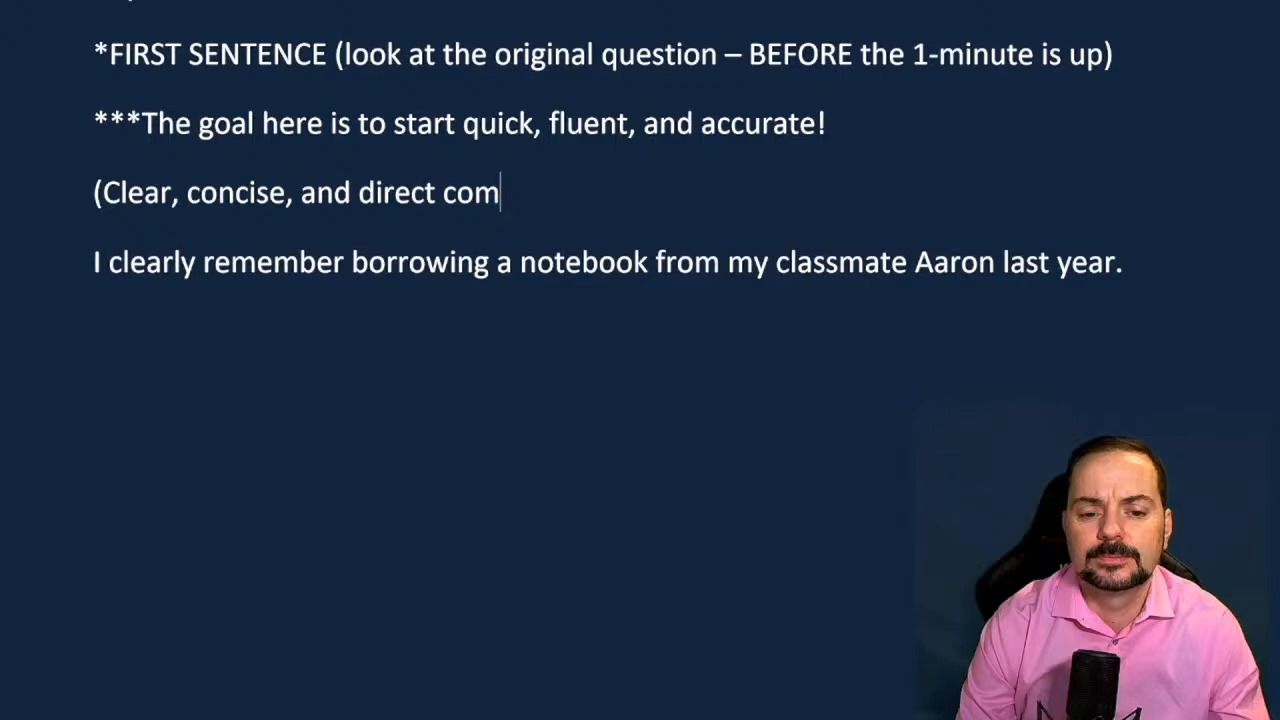 *FIRST SENTENCE (look at the original question – BEFORE the 1-minute is up)
***The goal here is to start quick, fluent, and accurate!
(Clear, concise, and direct com
I clearly remember borrowing a notebook from my classmate Aaron last year.